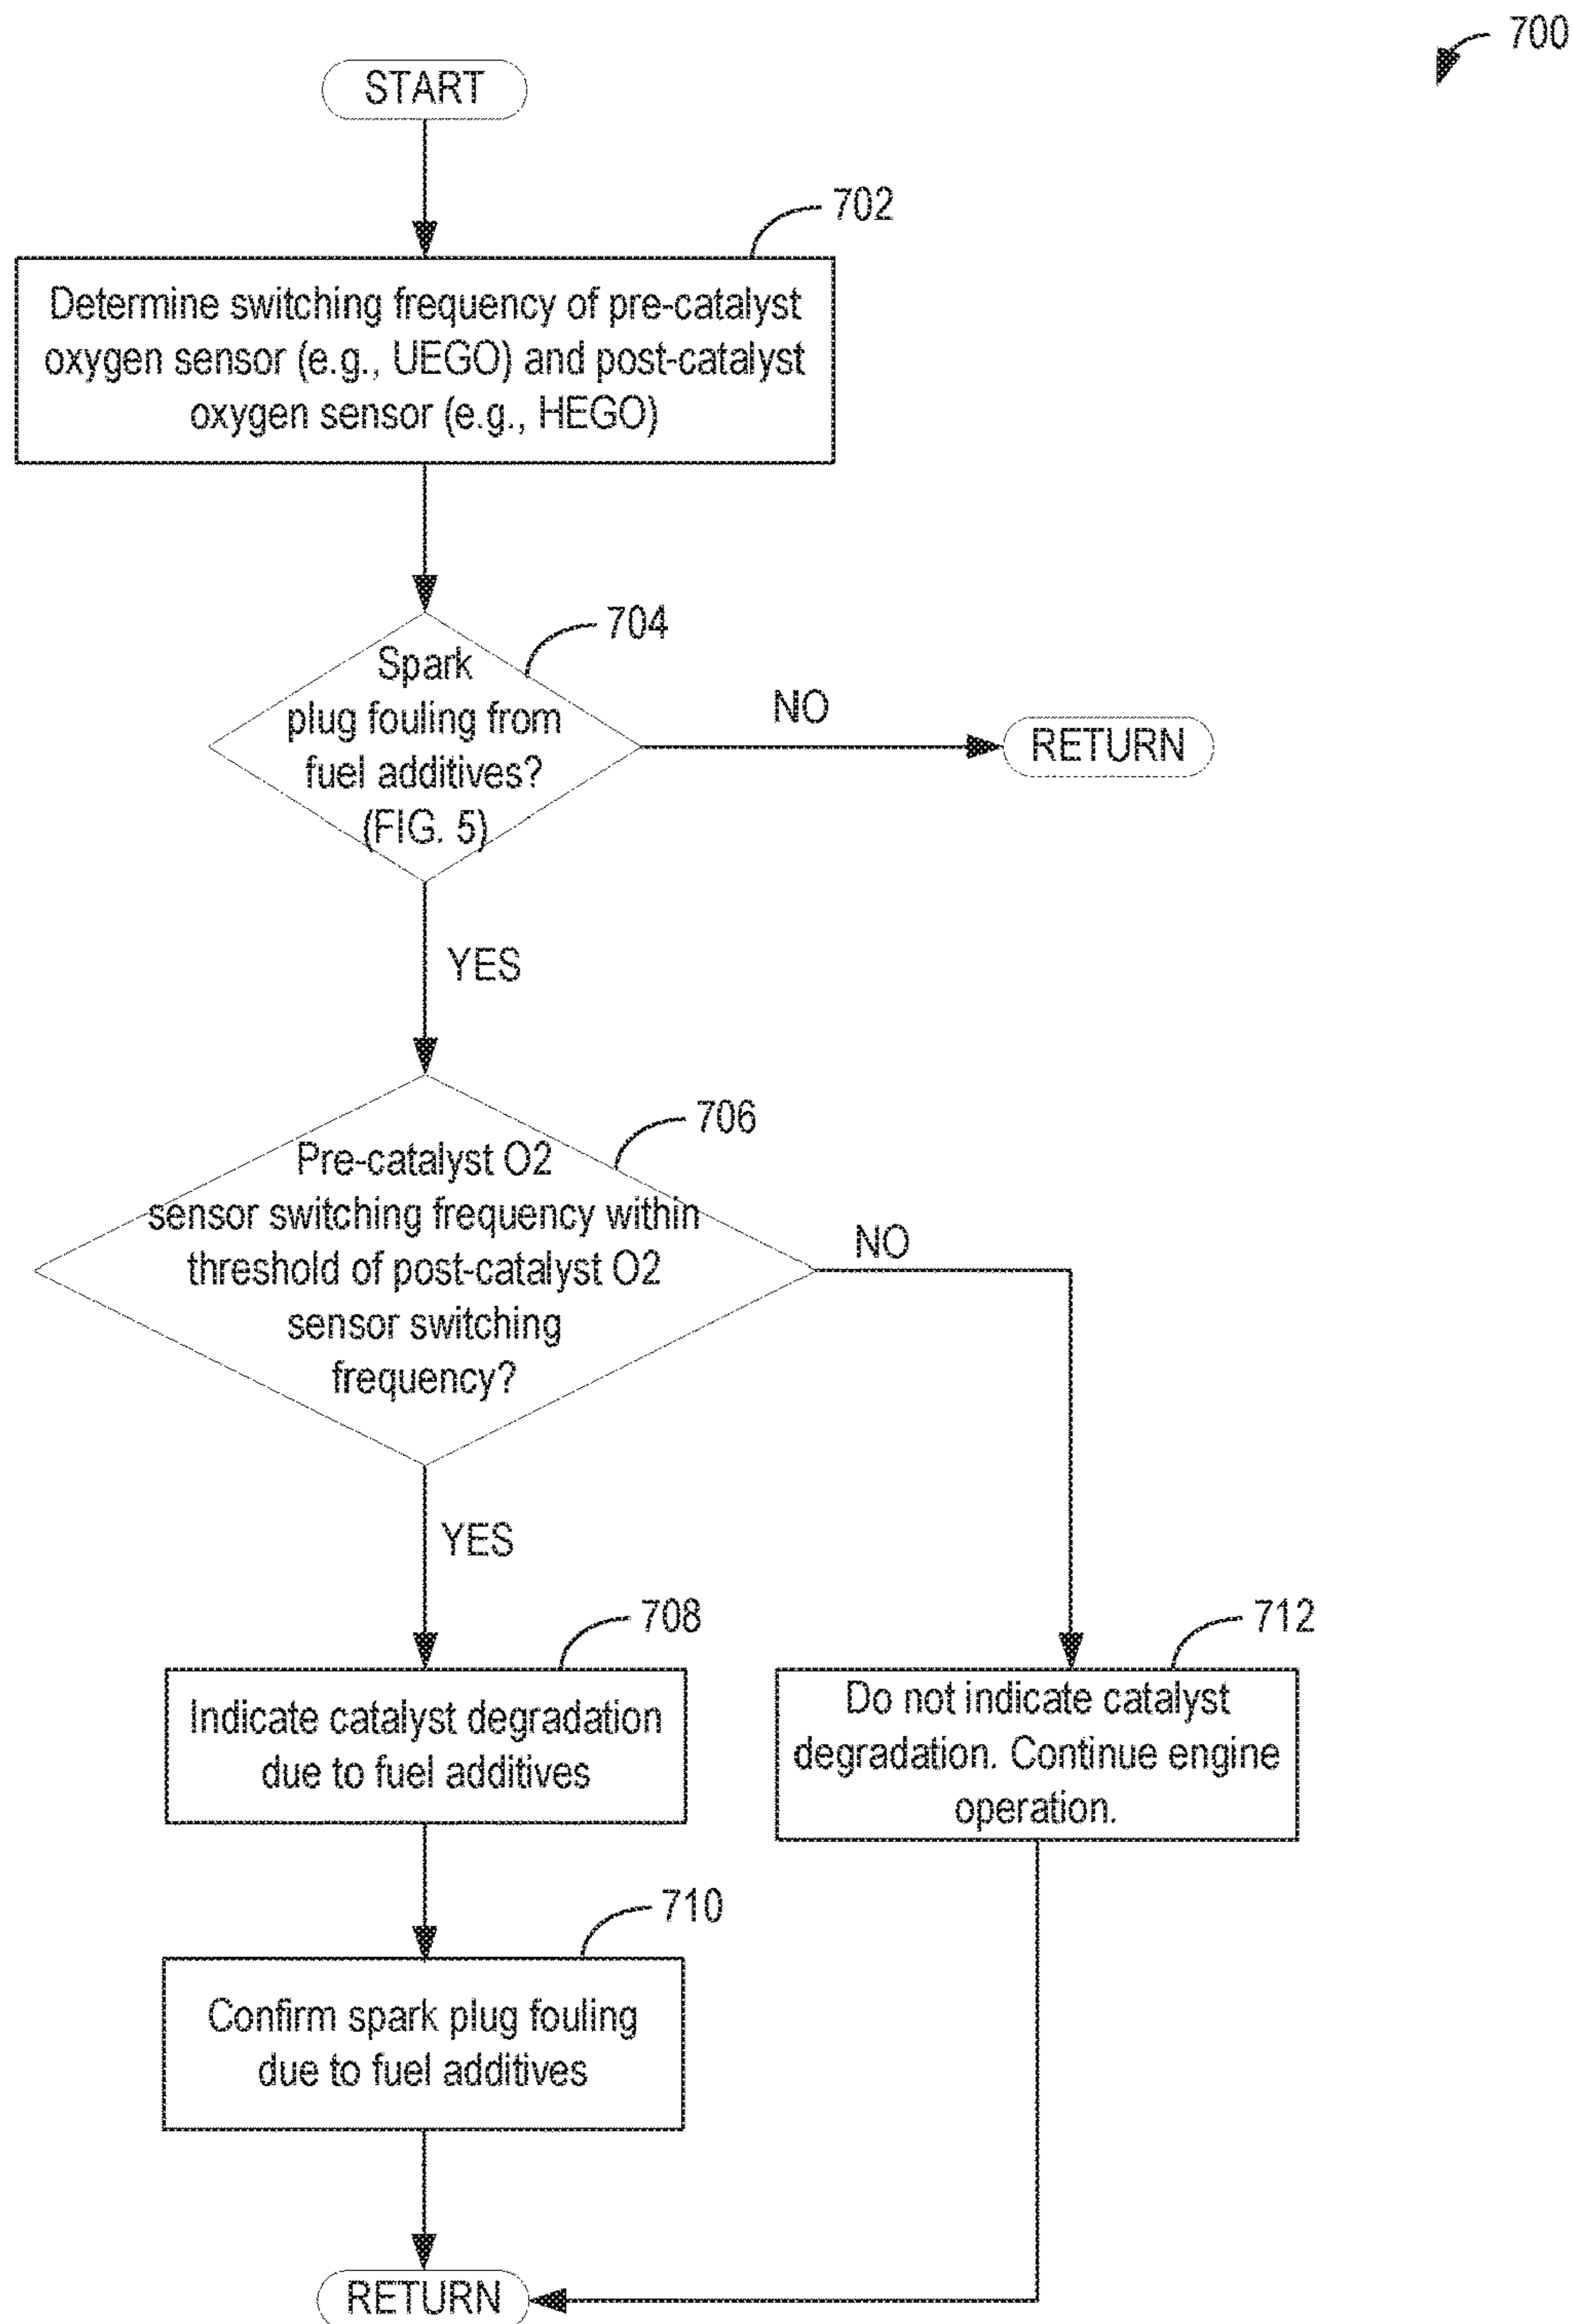 700
START
702
Determine switching frequency of pre-catalyst
oxygen sensor (e.g., UEGO) and post-catalyst
oxygen sensor (e.g., HEGO)
704
Spark
plug fouling from
fuel additives?
(FIG. 5)
NO
RETURN
YES
706
Pre-catalyst O2
sensor switching frequency within
threshold of post-catalyst O2
sensor switching
frequency?
NO
YES
708
Indicate catalyst degradation
due to fuel additives
712
Do not indicate catalyst
degradation. Continue engine
operation.
710
Confirm spark plug fouling
due to fuel additives
RETURN